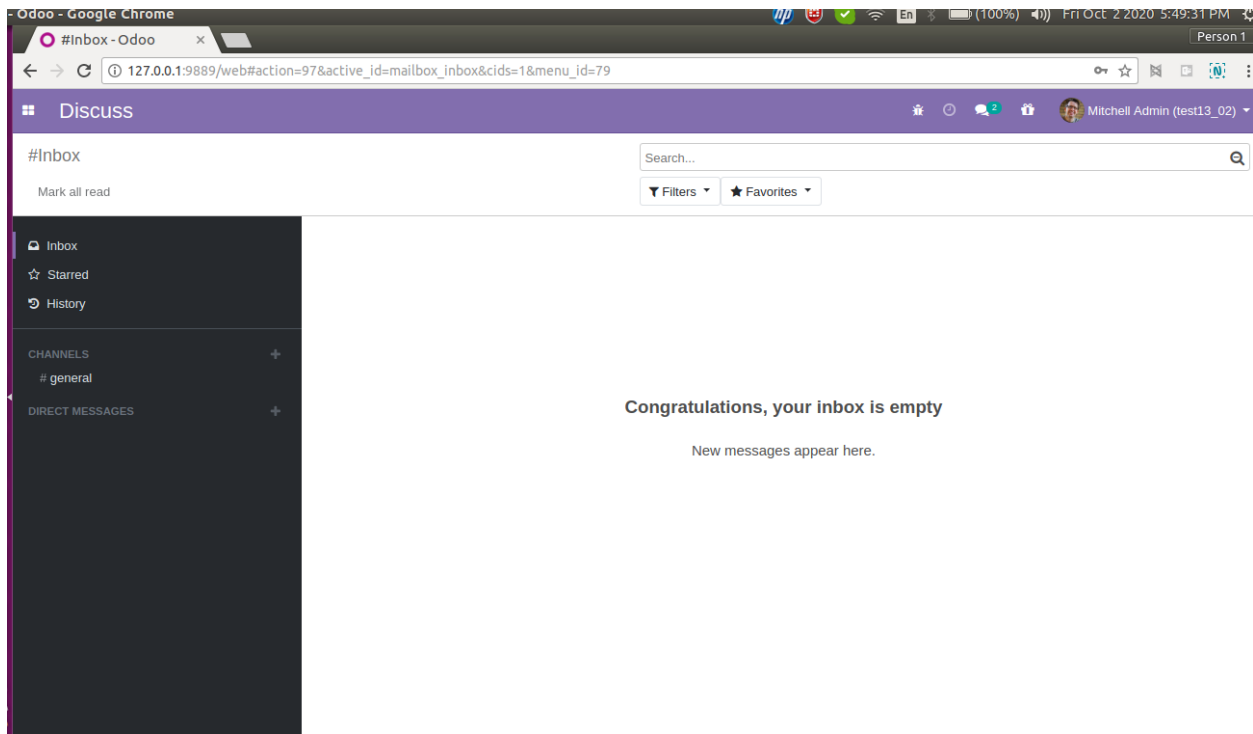 - Odoo - Google Chrome
hp En (100%) Fri Oct 2 2020 5:49:31 PM
#Inbox - Odoo × Person 1
127.0.0.1:9889/web#action=97&active_id=mailbox_inbox&cids=1&menu_id=79
Discuss 2 Mitchell Admin (test13_02)
#Inbox Search...
Mark all read Filters Favorites
Inbox
Starred
History
CHANNELS +
# general
DIRECT MESSAGES +
Congratulations, your inbox is empty
New messages appear here.